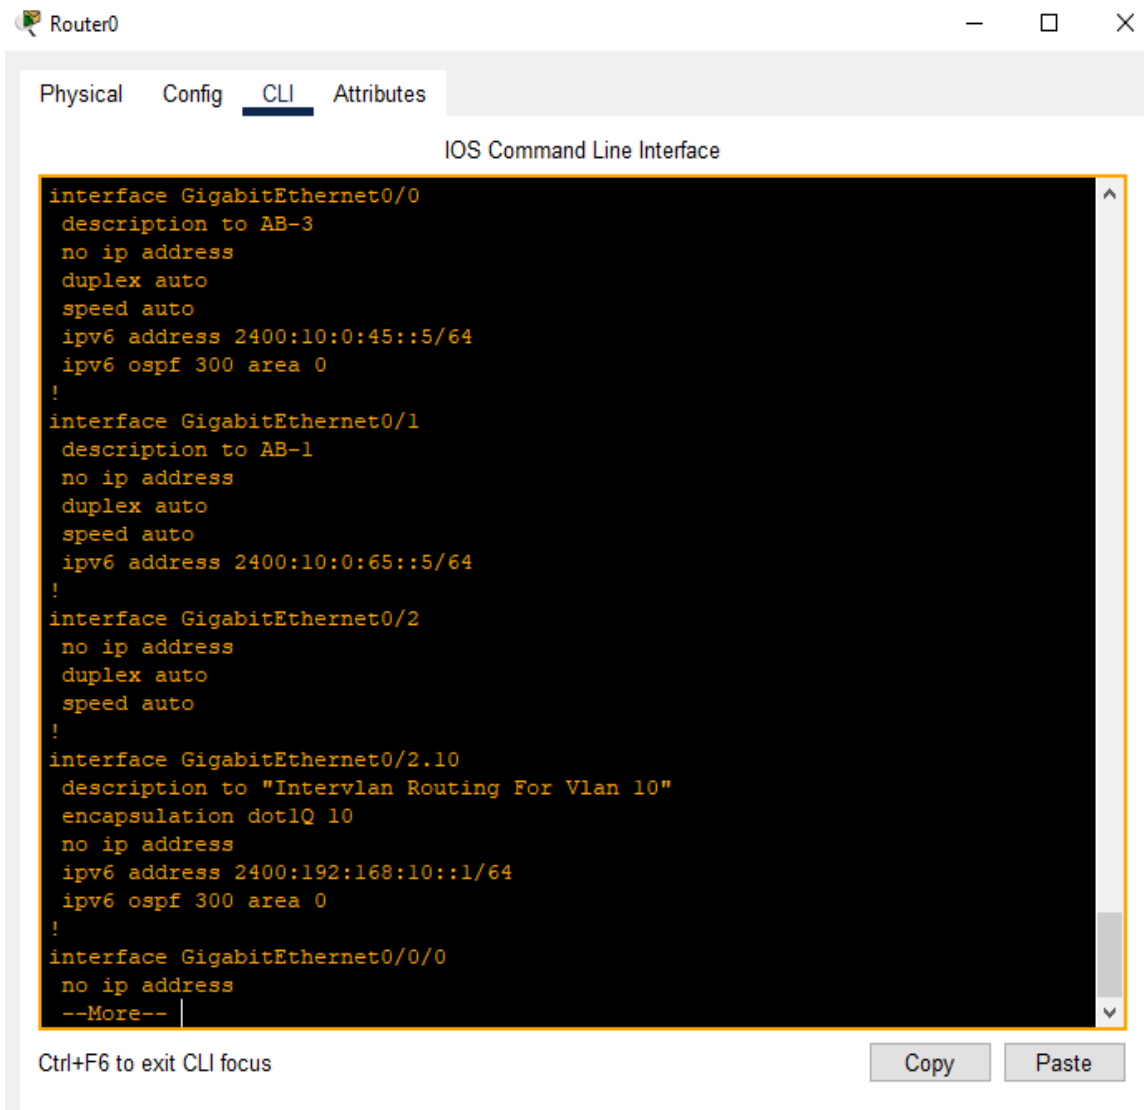 Router0
Physical Config CLI Attributes
IOS Command Line Interface
interface GigabitEthernet0/0
description to AB-3
no ip address
duplex auto
speed auto
ipv6 address 2400:10:0:45::5/64
ipv6 ospf 300 area 0
!
interface GigabitEthernet0/1
description to AB-1
no ip address
duplex auto
speed auto
ipv6 address 2400:10:0:65::5/64
!
interface GigabitEthernet0/2
no ip address
duplex auto
speed auto
!
interface GigabitEthernet0/2.10
description to "Intervlan Routing For Vlan 10"
encapsulation dot1Q 10
no ip address
ipv6 address 2400:192:168:10::1/64
ipv6 ospf 300 area 0
!
interface GigabitEthernet0/0/0
no ip address
--More--
Ctrl+F6 to exit CLI focus
Copy Paste